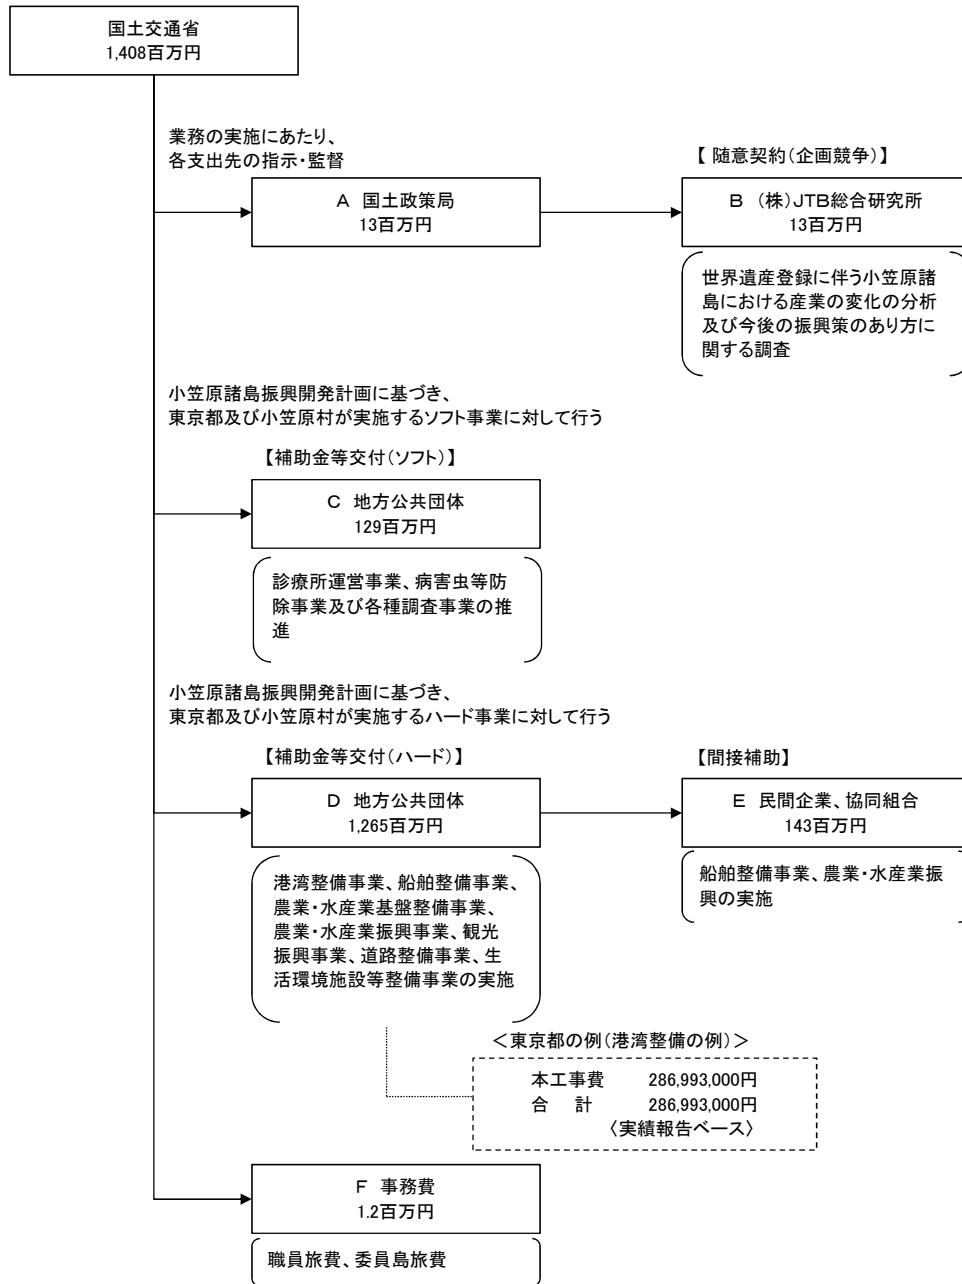 国土交通省
1,408百万円
業務の実施にあたり、
各支出先の指示・監督
【 随意契約(企画競争)】
A 国土政策局
13百万円
B (株)JTB総合研究所
13百万円
世界遺産登録に伴う小笠原諸
島における産業の変化の分析
及び今後の振興策のあり方に
関する調査
小笠原諸島振興開発計画に基づき、
東京都及び小笠原村が実施するソフト事業に対して行う
【補助金等交付(ソフト)】
C 地方公共団体
129百万円
診療所運営事業、病害虫等防
除事業及び各種調査事業の推
進
小笠原諸島振興開発計画に基づき、
東京都及び小笠原村が実施するハード事業に対して行う
【補助金等交付(ハード)】
【間接補助】
D 地方公共団体
1,265百万円
E 民間企業、協同組合
143百万円
港湾整備事業、船舶整備事業、
農業・水産業基盤整備事業、
農業・水産業振興事業、観光
振興事業、道路整備事業、生
活環境施設等整備事業の実施
船舶整備事業、農業・水産業振
興の実施
<東京都の例(港湾整備の例)>
本工事費 286,993,000円
合 計 286,993,000円
〈実績報告ベース〉
F 事務費
1.2百万円
職員旅費、委員島旅費